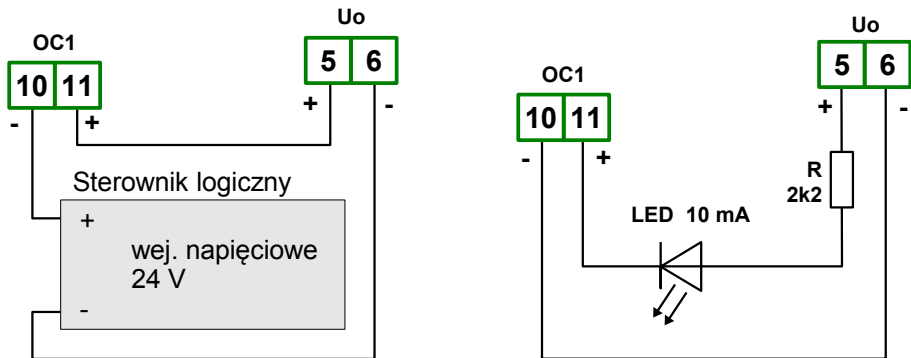 OC1
10 11
- +
Uo
5 6
+ -
Sterownik logiczny
+
wej. napięciowe
24 V
-
OC1
10 11
- +
Uo
5 6
+ -
R
2k2
LED 10 mA